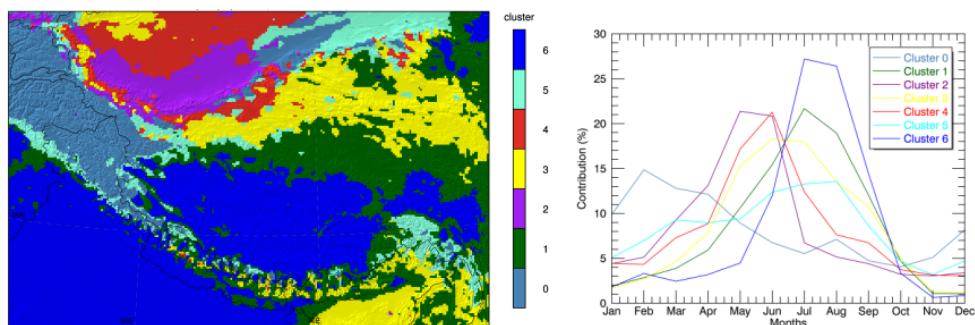 cluster
6
5
4
3
2
1
0
30
25
20
15
10
5
0
Contribution (%)
Cluster 0
Cluster 1
Cluster 2
Cluster 3
Cluster 4
Cluster 5
Cluster 6
Jan Feb Mar Apr May Jun Jul Aug Sep Oct Nov Dec
Months